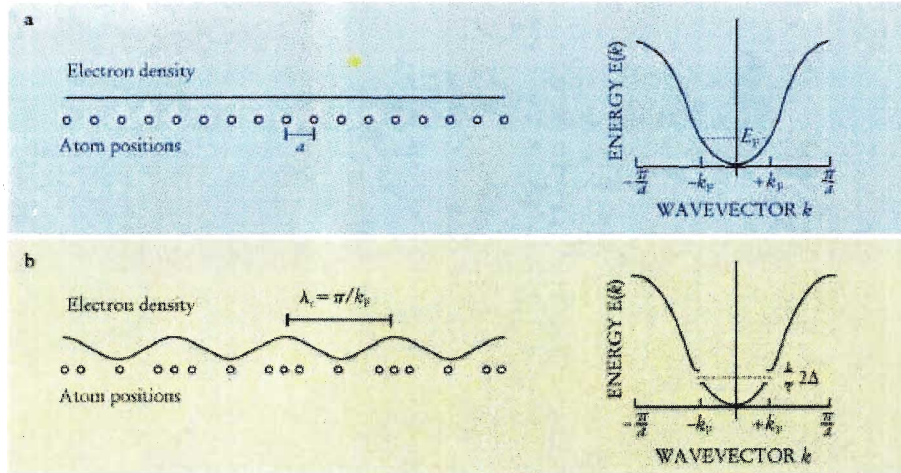 a
Electron density
a
Atom positions
ENERGY E(k)
E_F
−k_F +k_F
WAVEVECTOR k
b
Electron density
λ_c = π/k_F
Atom positions
ENERGY E(k)
2Δ
−k_F +k_F
WAVEVECTOR k